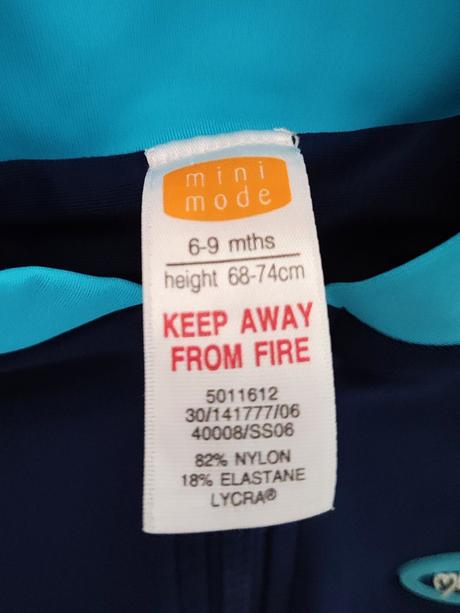 mini
mode
6-9 mths
height 68-74cm
KEEP AWAY
FROM FIRE
5011612
30/141777/06
40008/SS06
82% NYLON
18% ELASTANE
LYCRA®